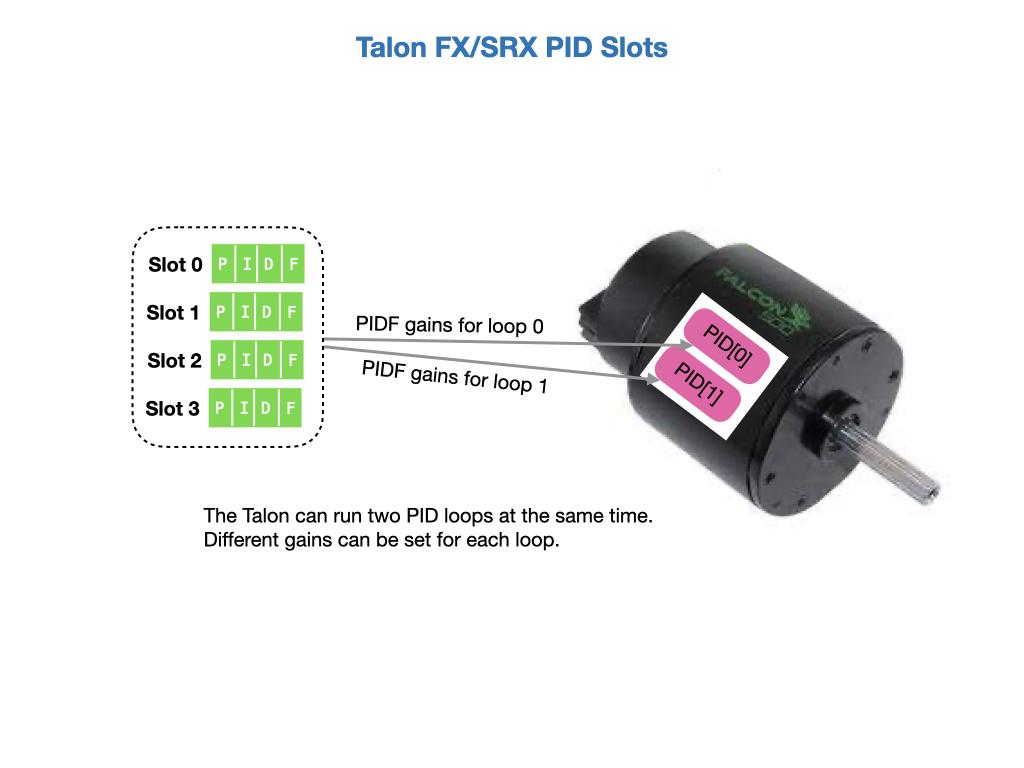 Talon FX/SRX PID Slots
Slot 0 P I D F
Slot 1 P I D F
Slot 2 P I D F
Slot 3 P I D F
PIDF gains for loop 0
PIDF gains for loop 1
FALCON
500
PID[0]
PID[1]
The Talon can run two PID loops at the same time.
Different gains can be set for each loop.